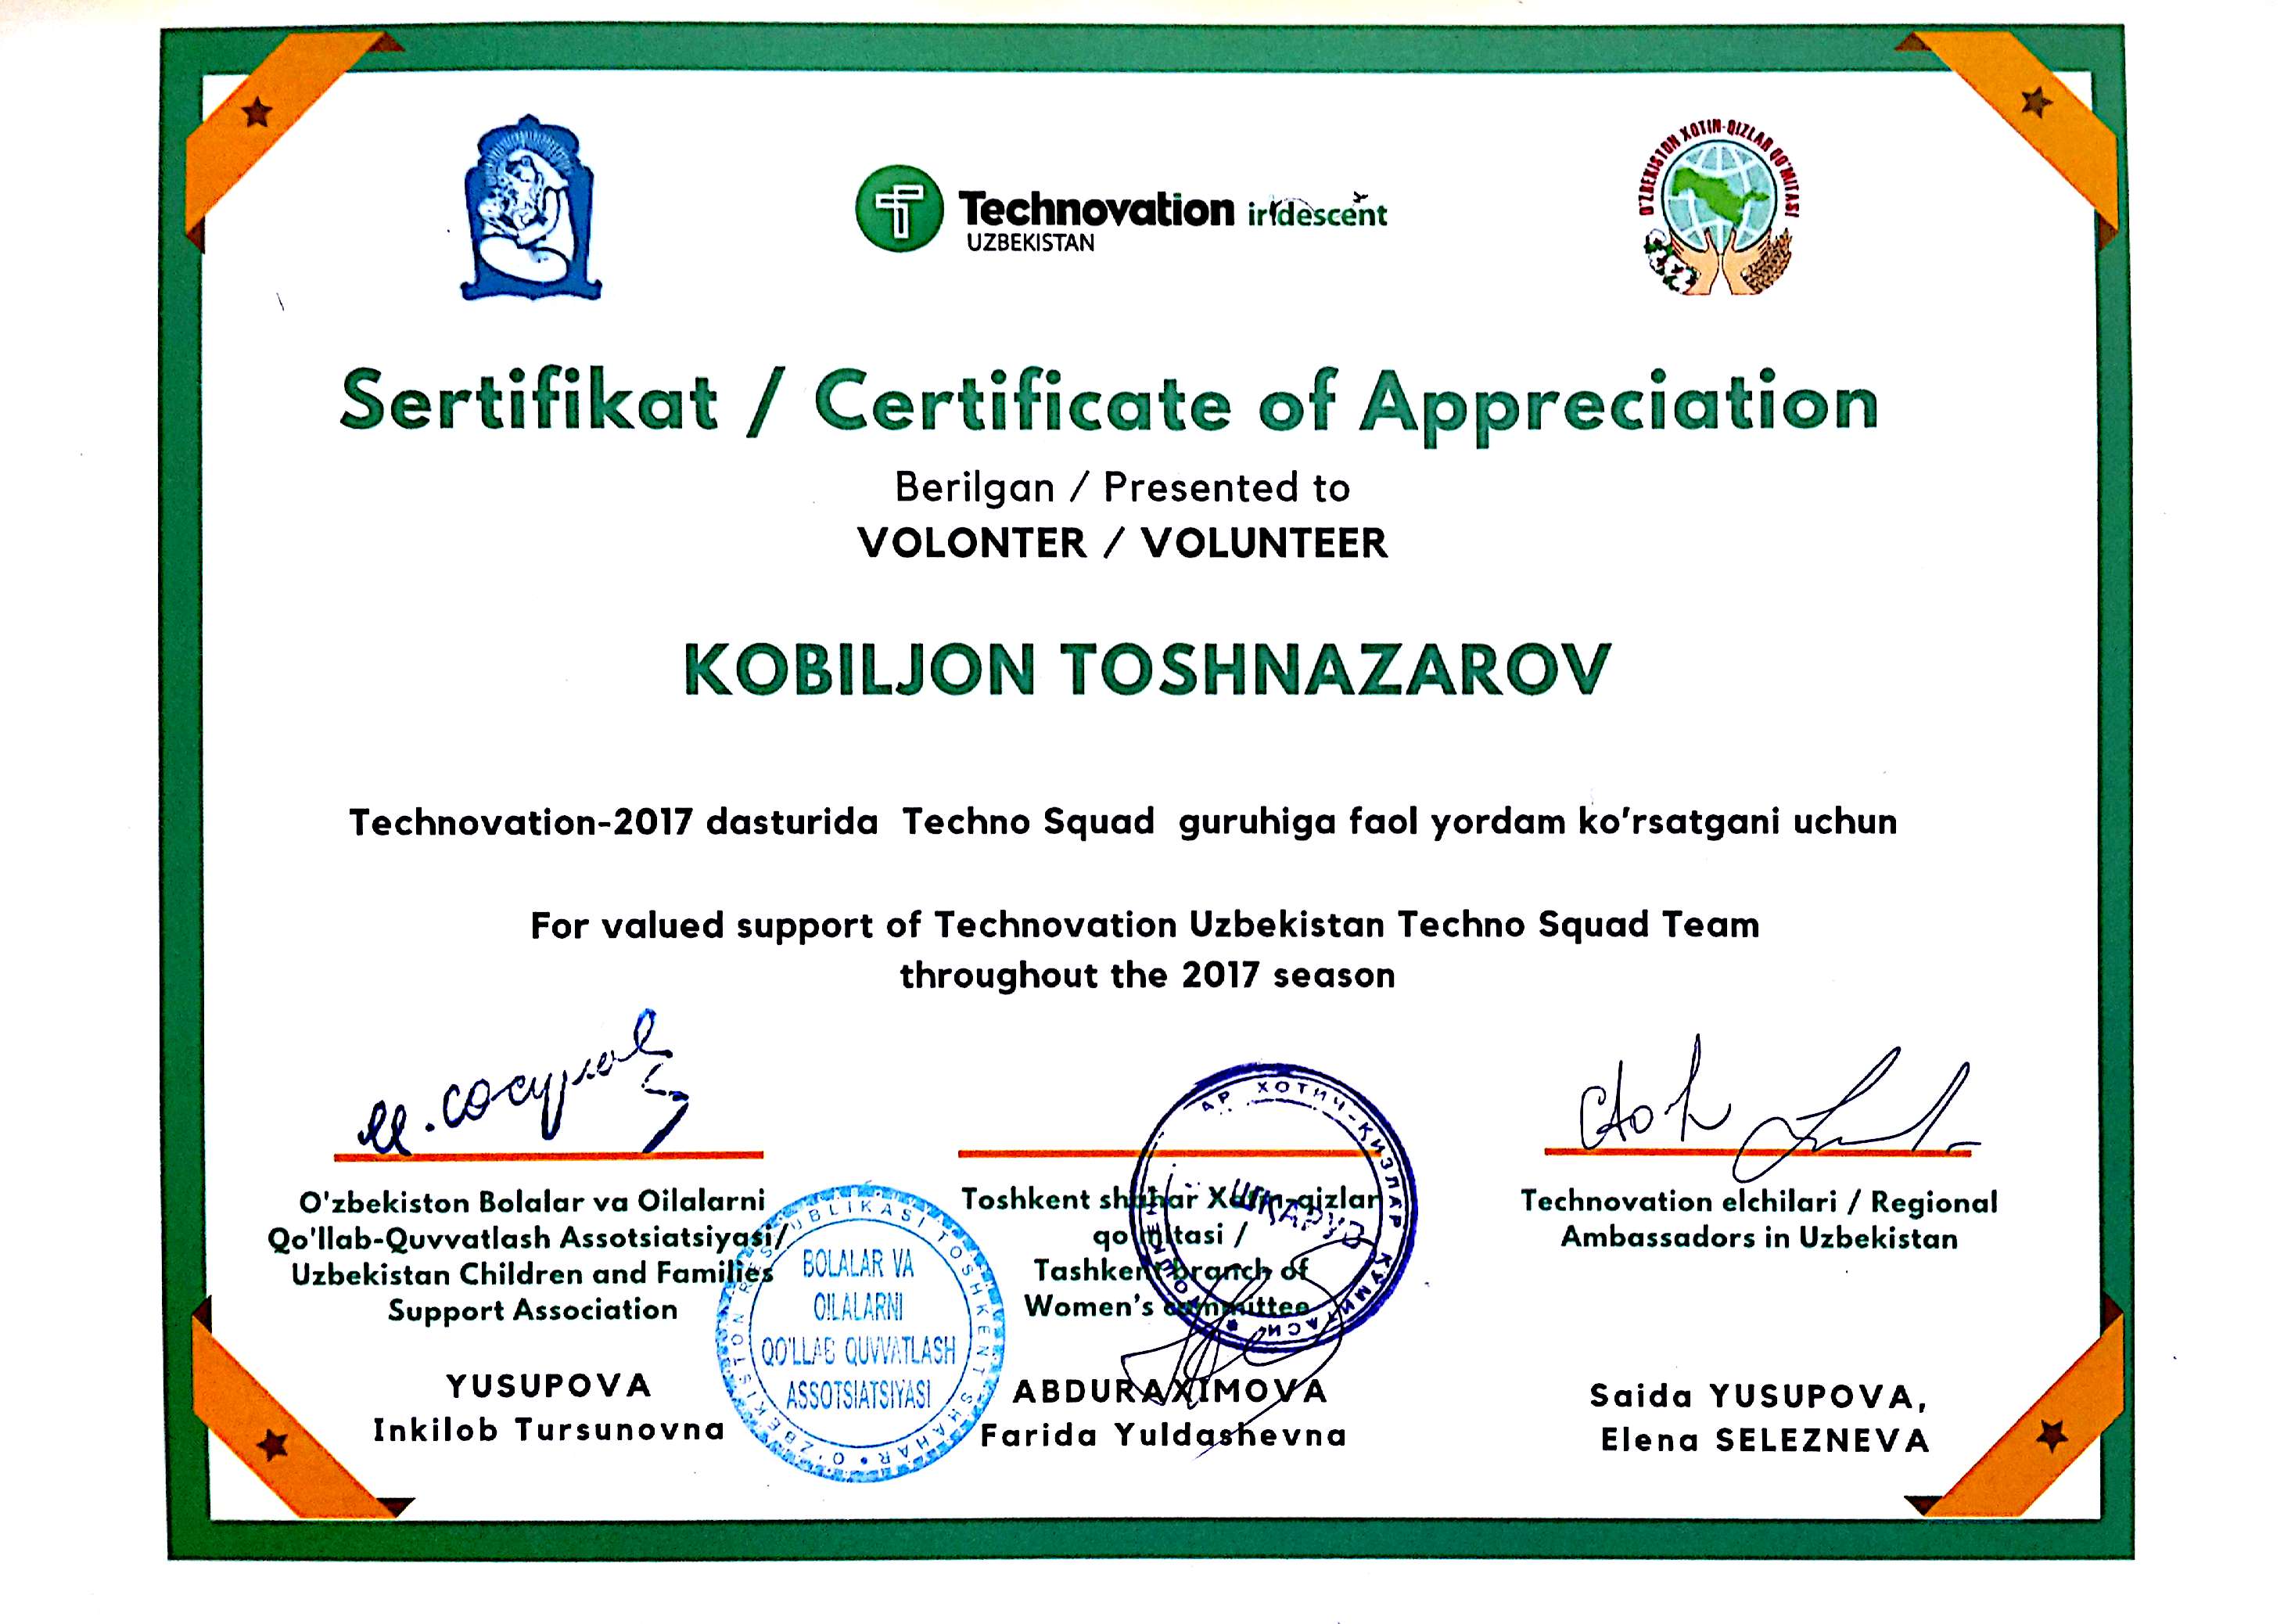 O'ZBEKISTON XOTIN-QIZLAR QO'MITASI
Technovation iridescent
UZBEKISTAN
Sertifikat / Certificate of Appreciation
Berilgan / Presented to
VOLONTER / VOLUNTEER
KOBILJON TOSHNAZAROV
Technovation-2017 dasturida Techno Squad guruhiga faol yordam ko'rsatgani uchun
For valued support of Technovation Uzbekistan Techno Squad Team
throughout the 2017 season
O'zbekiston Bolalar va Oilalarni
Qo'llab-Quvvatlash Assotsiatsiyasi/
Uzbekistan Children and Families
Support Association
YUSUPOVA
Inkilob Tursunovna
O'ZBEKISTON RESPUBLIKASI TOSHKENT SHAHAR
BOLALAR VA
OILALARNI
QO'LLAB QUVVATLASH
ASSOTSIATSIYASI
Toshkent shahar Xotin-qizlar
qo'mitasi /
Tashkent branch of
Women's committee
ABDURAXIMOVA
Farida Yuldashevna
Technovation elchilari / Regional
Ambassadors in Uzbekistan
Saida YUSUPOVA,
Elena SELEZNEVA